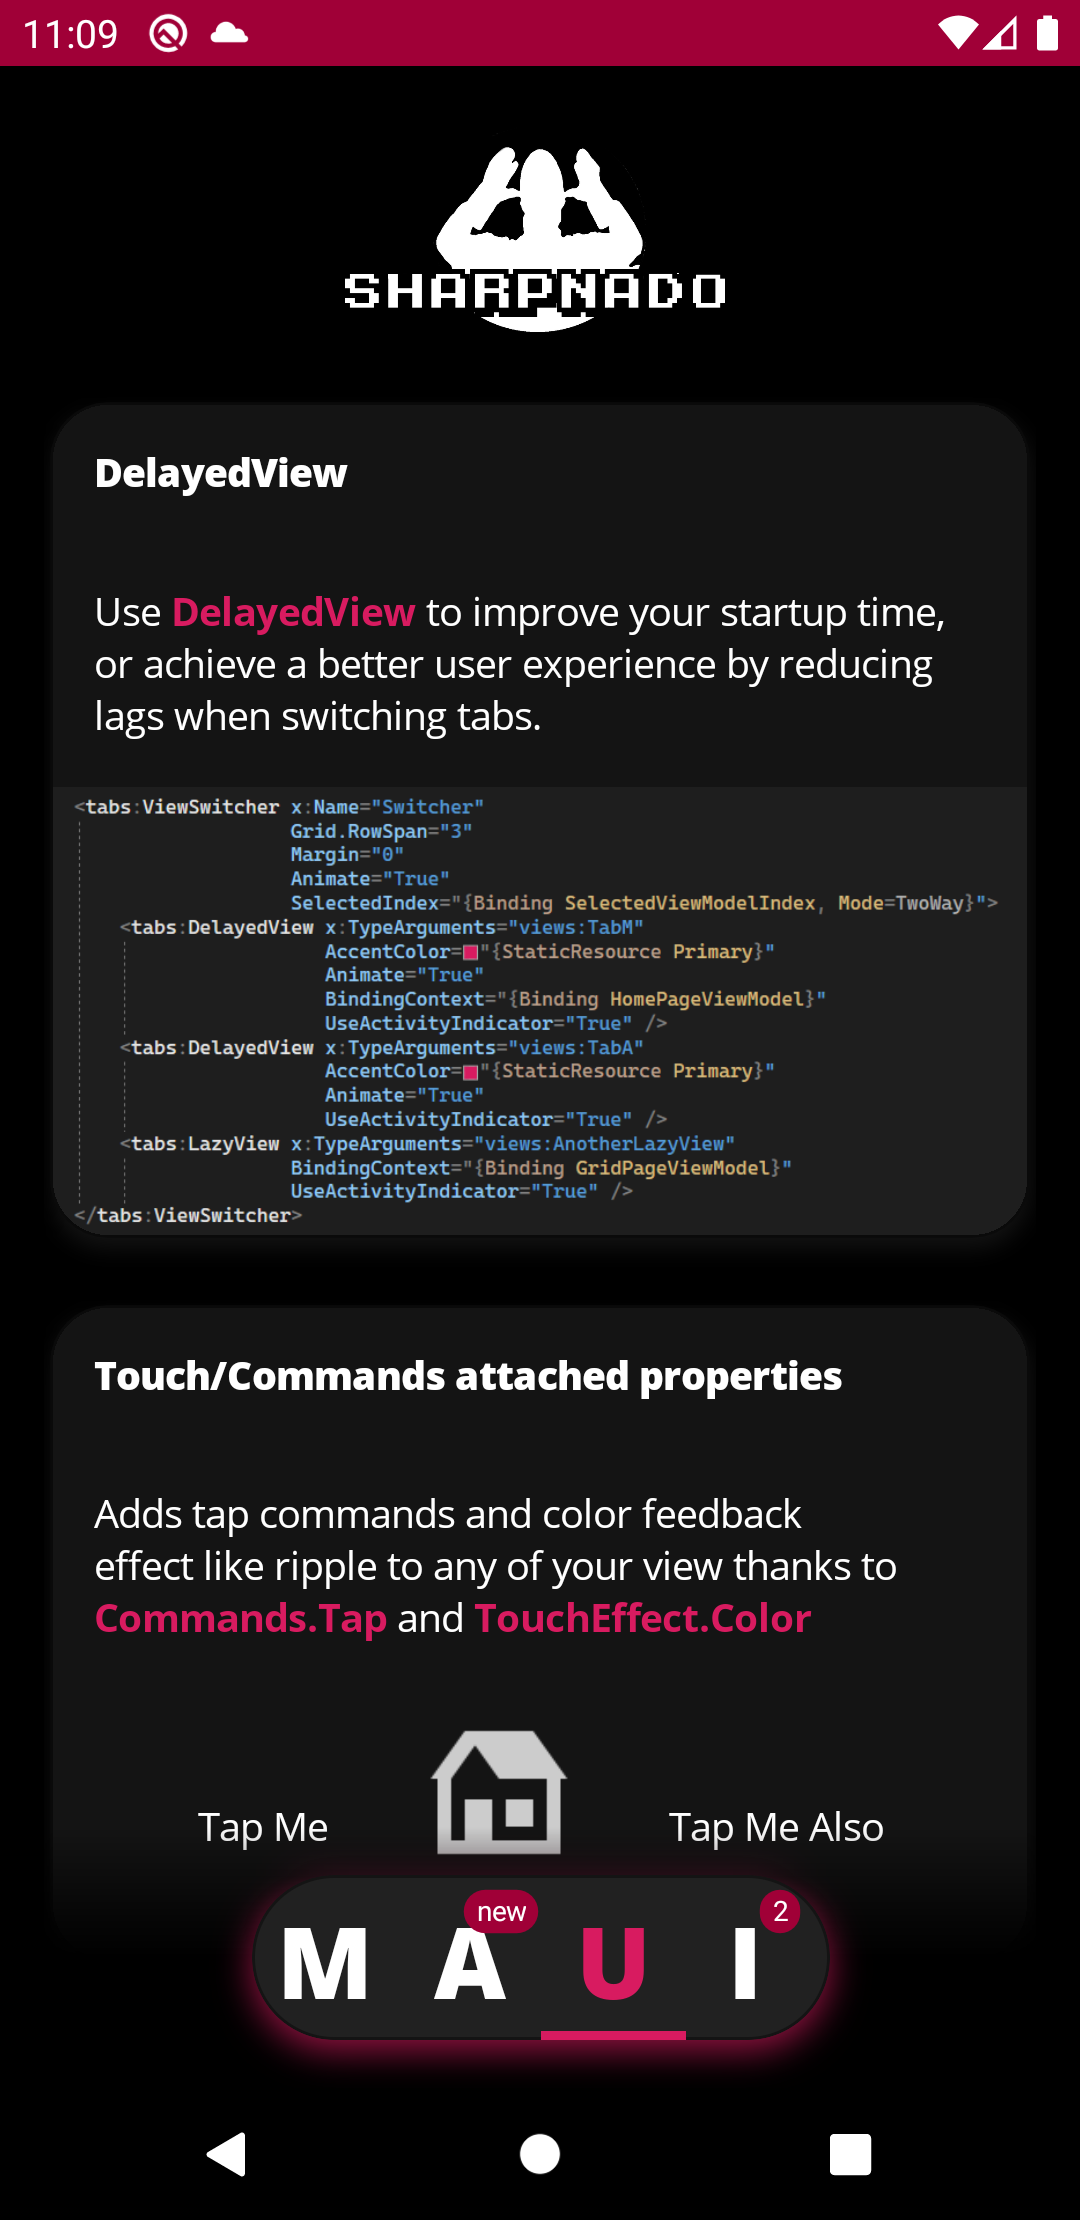 11:09
SHARPNADO
DelayedView
Use DelayedView to improve your startup time,
or achieve a better user experience by reducing
lags when switching tabs.
<tabs:ViewSwitcher x:Name="Switcher"
Grid.RowSpan="3"
Margin="0"
Animate="True"
SelectedIndex="{Binding SelectedViewModelIndex, Mode=TwoWay}">
<tabs:DelayedView x:TypeArguments="views:TabM"
AccentColor="{StaticResource Primary}"
Animate="True"
BindingContext="{Binding HomePageViewModel}"
UseActivityIndicator="True" />
<tabs:DelayedView x:TypeArguments="views:TabA"
AccentColor="{StaticResource Primary}"
Animate="True"
UseActivityIndicator="True" />
<tabs:LazyView x:TypeArguments="views:AnotherLazyView"
BindingContext="{Binding GridPageViewModel}"
UseActivityIndicator="True" />
</tabs:ViewSwitcher>
Touch/Commands attached properties
Adds tap commands and color feedback
effect like ripple to any of your view thanks to
Commands.Tap and TouchEffect.Color
Tap Me Tap Me Also
new 2
M A U I